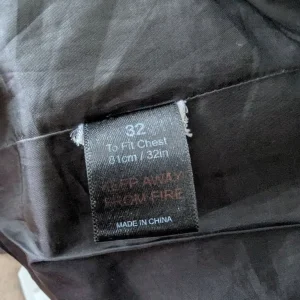 32
To Fit Chest
81cm / 32in
KEEP AWAY
FROM FIRE
MADE IN CHINA